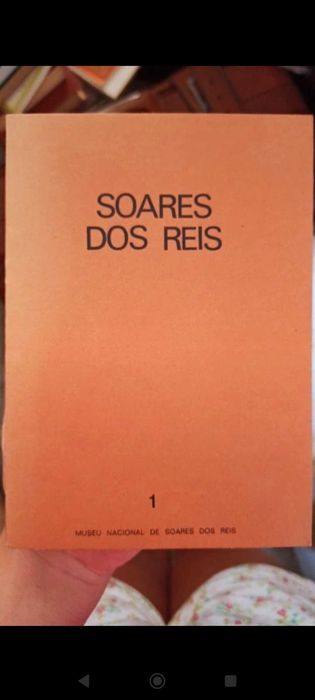 SOARES
DOS REIS
1
MUSEU NACIONAL DE SOARES DOS REIS